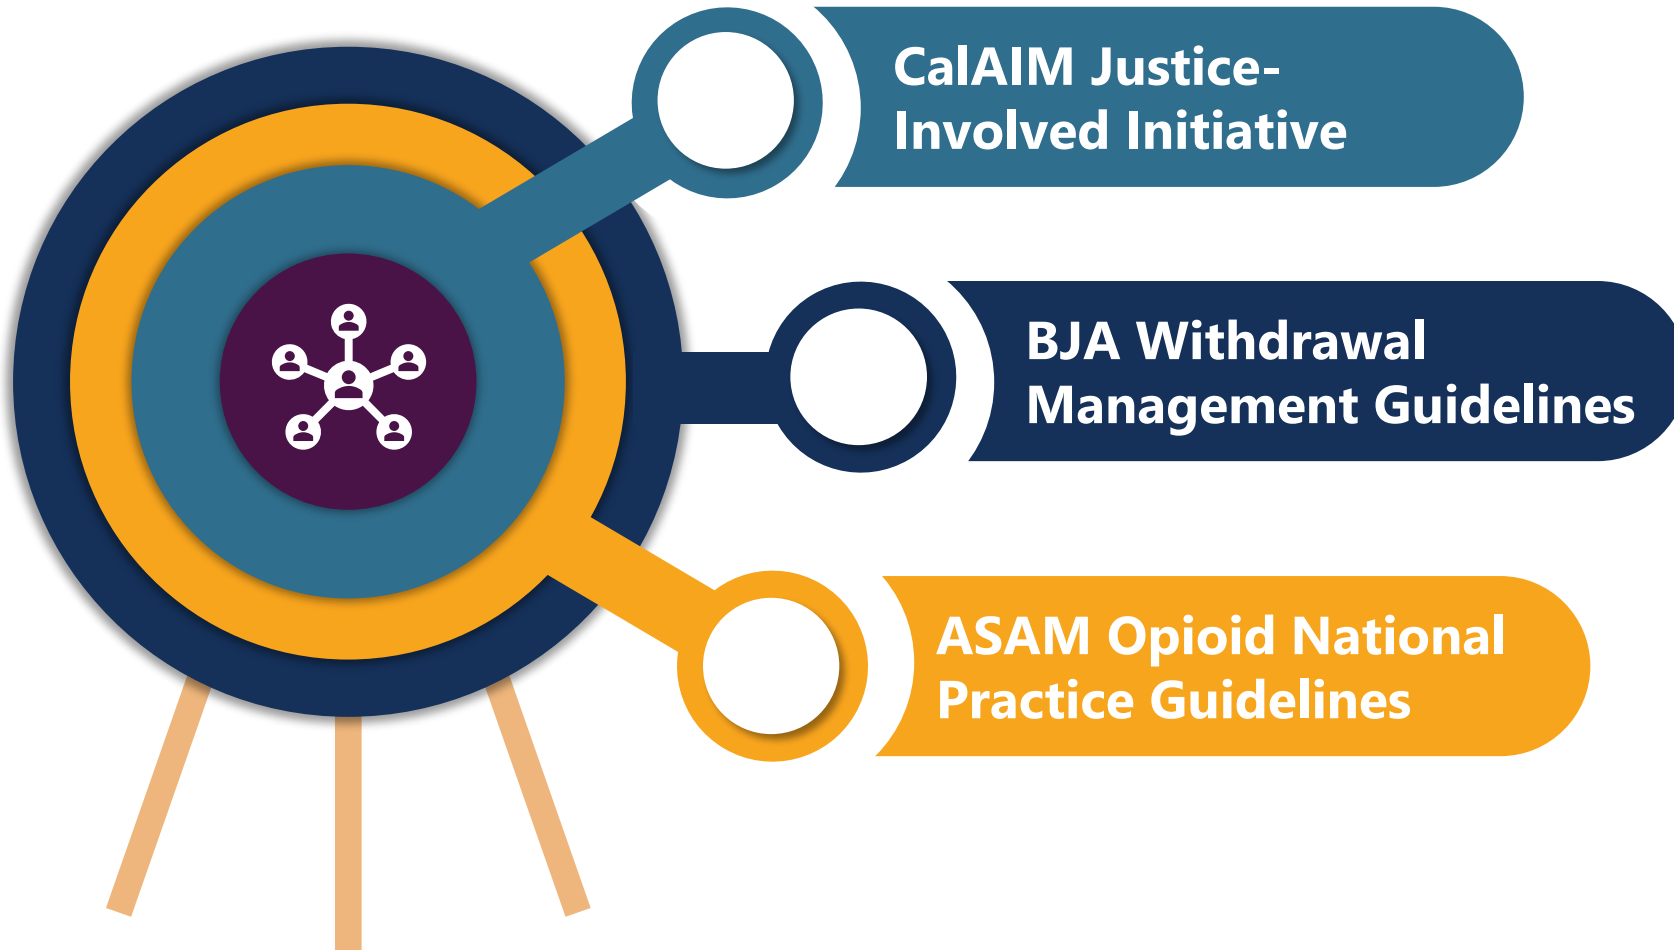 CalAIM Justice-
Involved Initiative
BJA Withdrawal
Management Guidelines
ASAM Opioid National
Practice Guidelines